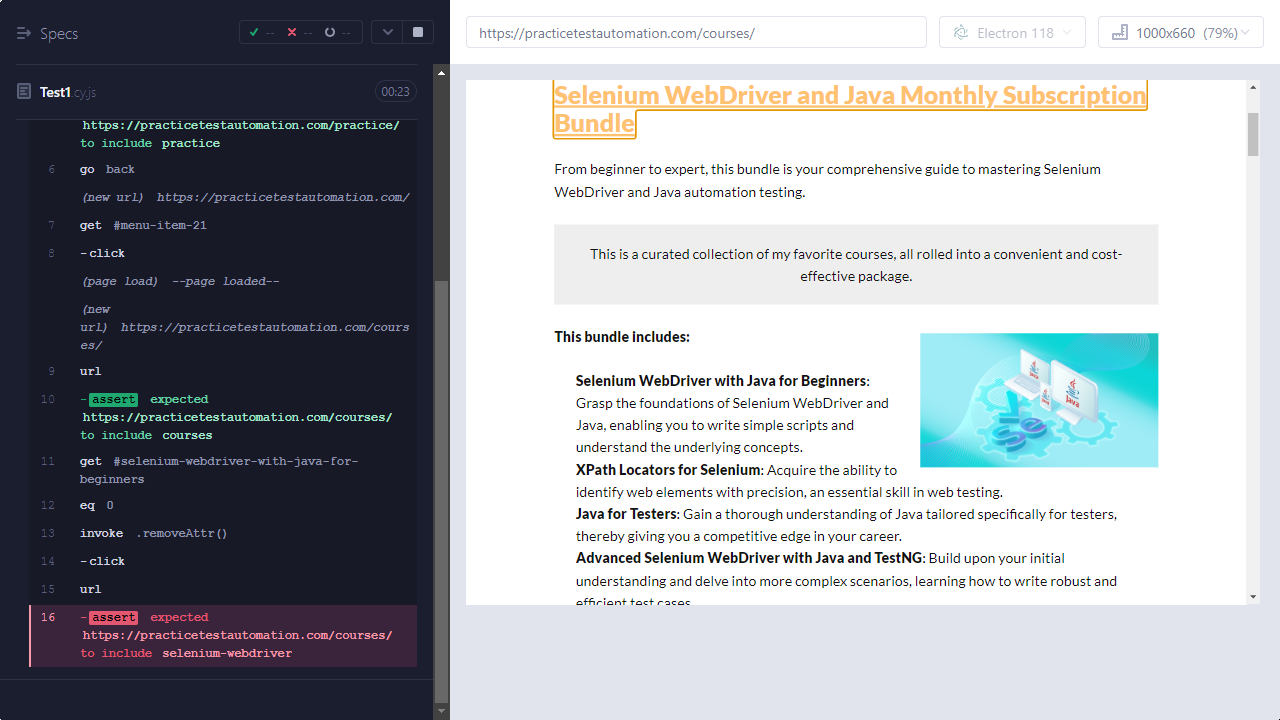 Specs
--
--
--
Test1.cy.js
00:23
https://practicetestautomation.com/practice/
to include practice
6 go back
(new url) https://practicetestautomation.com/
7 get #menu-item-21
8 -click
(page load) --page loaded--
(new
url) https://practicetestautomation.com/cours
es/
9 url
10 -assert expected
https://practicetestautomation.com/courses/
to include courses
11 get #selenium-webdriver-with-java-for-
beginners
12 eq 0
13 invoke .removeAttr()
14 -click
15 url
16 -assert expected
https://practicetestautomation.com/courses/
to include selenium-webdriver
https://practicetestautomation.com/courses/
Electron 118
1000x660 (79%)
Selenium WebDriver and Java Monthly Subscription
Bundle
From beginner to expert, this bundle is your comprehensive guide to mastering Selenium
WebDriver and Java automation testing.
This is a curated collection of my favorite courses, all rolled into a convenient and cost-
effective package.
This bundle includes:
Selenium WebDriver with Java for Beginners:
Grasp the foundations of Selenium WebDriver and
Java, enabling you to write simple scripts and
understand the underlying concepts.
XPath Locators for Selenium: Acquire the ability to
identify web elements with precision, an essential skill in web testing.
Java for Testers: Gain a thorough understanding of Java tailored specifically for testers,
thereby giving you a competitive edge in your career.
Advanced Selenium WebDriver with Java and TestNG: Build upon your initial
understanding and delve into more complex scenarios, learning how to write robust and
efficient test cases.
Java
Java
Java
Se